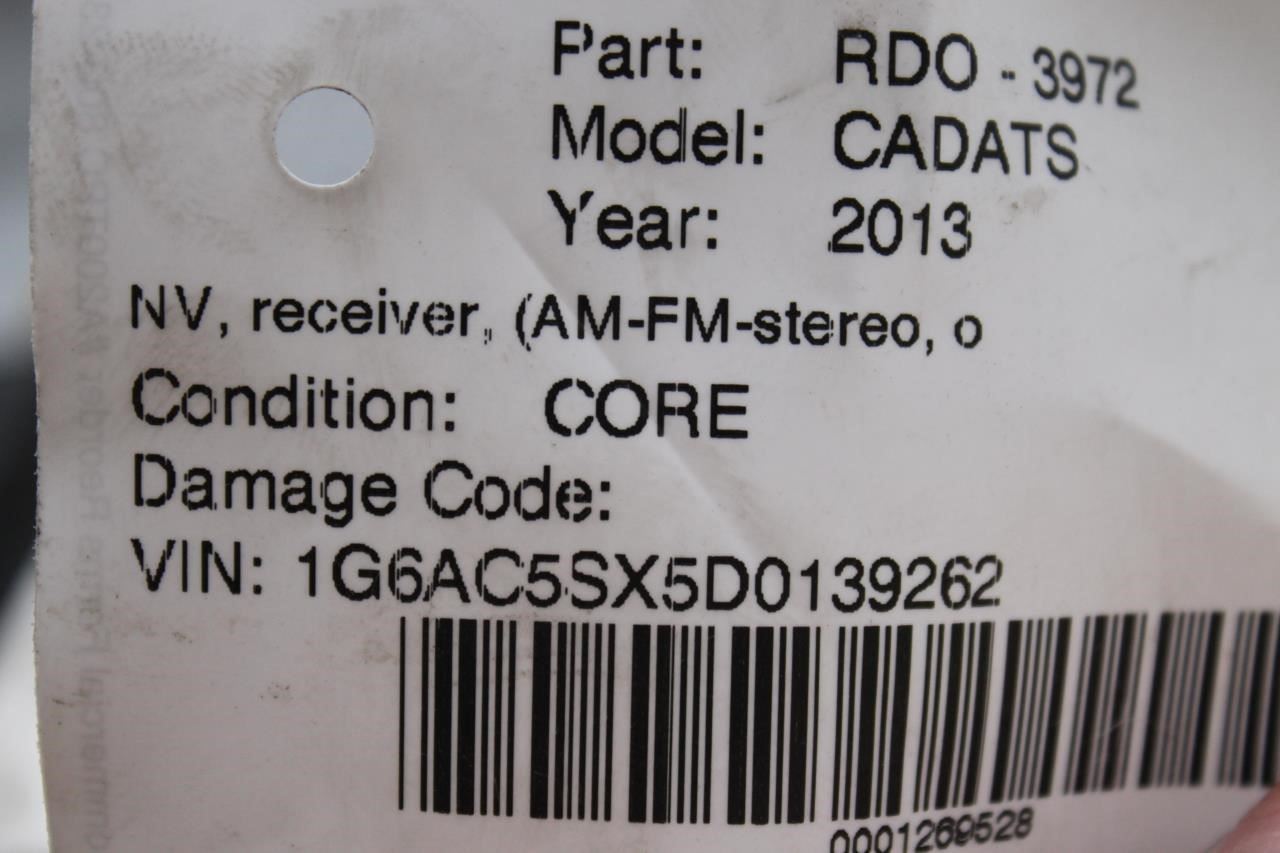 Part: RDO - 3972
Model: CADATS
Year: 2013
NV, receiver, (AM-FM-stereo, o
Condition: CORE
Damage Code:
VIN: 1G6AC5SX5D0139262
0001269528